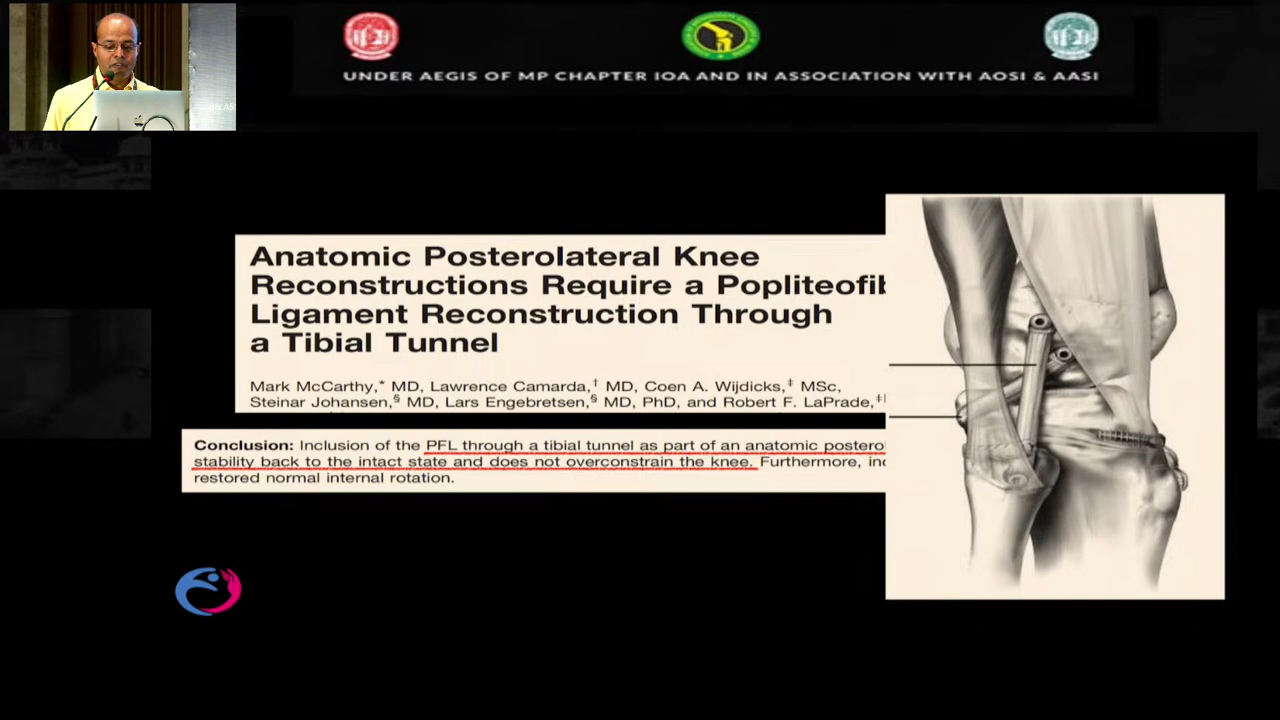 UNDER AEGIS OF MP CHAPTER IOA AND IN ASSOCIATION WITH AOSI & AASI
Anatomic Posterolateral Knee
Reconstructions Require a Popliteofib
Ligament Reconstruction Through
a Tibial Tunnel
Mark McCarthy,* MD, Lawrence Camarda,† MD, Coen A. Wijdicks,‡ MSc,
Steinar Johansen,§ MD, Lars Engebretsen,§ MD, PhD, and Robert F. LaPrade,‡
Conclusion: Inclusion of the PFL through a tibial tunnel as part of an anatomic postero
stability back to the intact state and does not overconstrain the knee. Furthermore, inc
restored normal internal rotation.